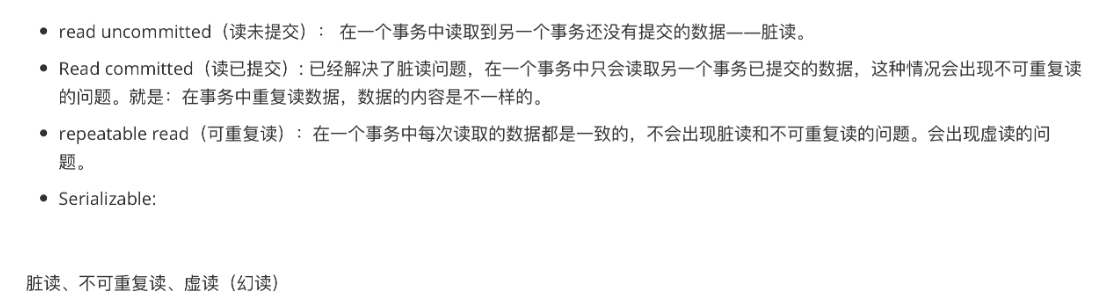 read uncommitted（读未提交）： 在一个事务中读取到另一个事务还没有提交的数据——脏读。
Read committed（读已提交）: 已经解决了脏读问题，在一个事务中只会读取另一个事务已提交的数据，这种情况会出现不可重复读
的问题。就是：在事务中重复读数据，数据的内容是不一样的。
repeatable read（可重复读）： 在一个事务中每次读取的数据都是一致的，不会出现脏读和不可重复读的问题。会出现虚读的问
题。
Serializable:
脏读、不可重复读、虚读（幻读）